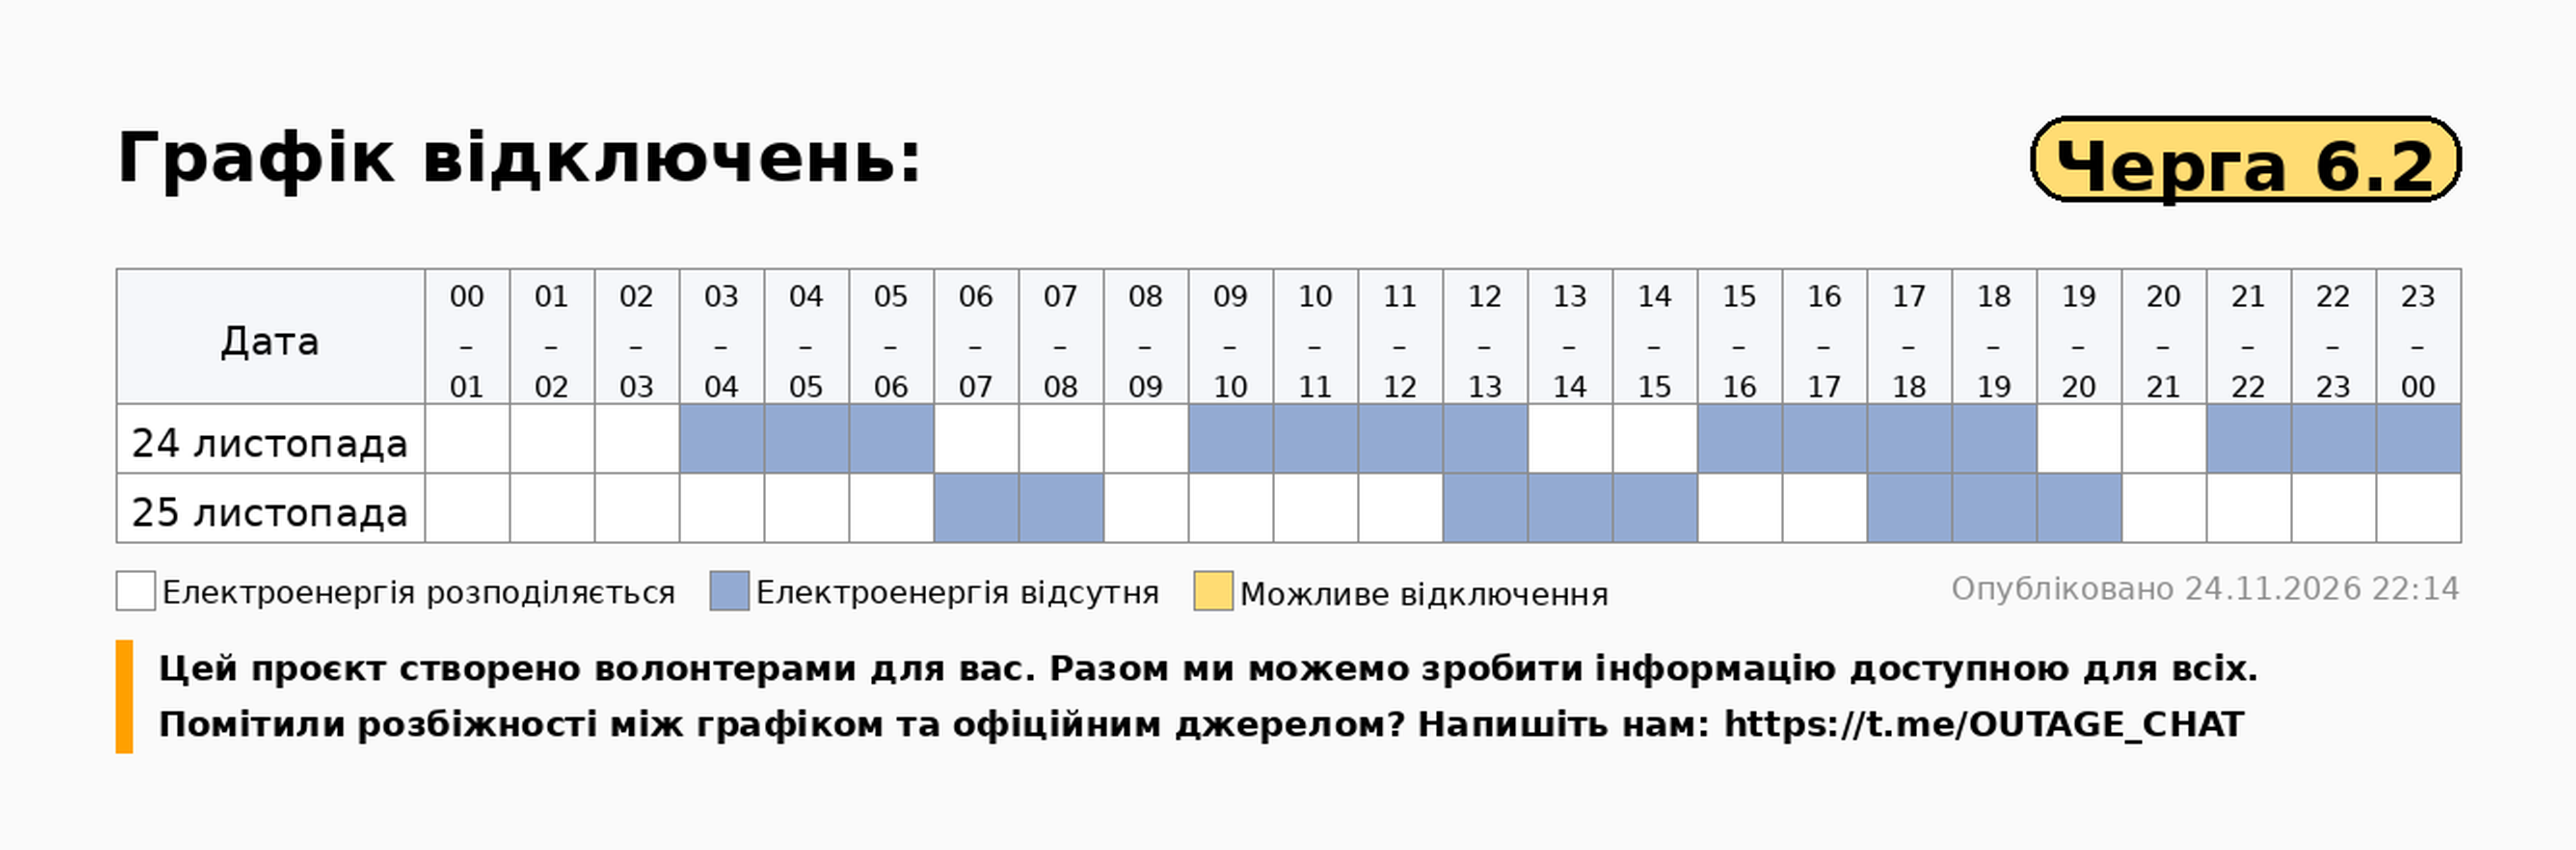 Графік відключень:
Черга 6.2
Дата
00 – 01
01 – 02
02 – 03
03 – 04
04 – 05
05 – 06
06 – 07
07 – 08
08 – 09
09 – 10
10 – 11
11 – 12
12 – 13
13 – 14
14 – 15
15 – 16
16 – 17
17 – 18
18 – 19
19 – 20
20 – 21
21 – 22
22 – 23
23 – 00
24 листопада
25 листопада
Електроенергія розподіляється
Електроенергія відсутня
Можливе відключення
Опубліковано 24.11.2026 22:14
Цей проєкт створено волонтерами для вас. Разом ми можемо зробити інформацію доступною для всіх.
Помітили розбіжності між графіком та офіційним джерелом? Напишіть нам: https://t.me/OUTAGE_CHAT